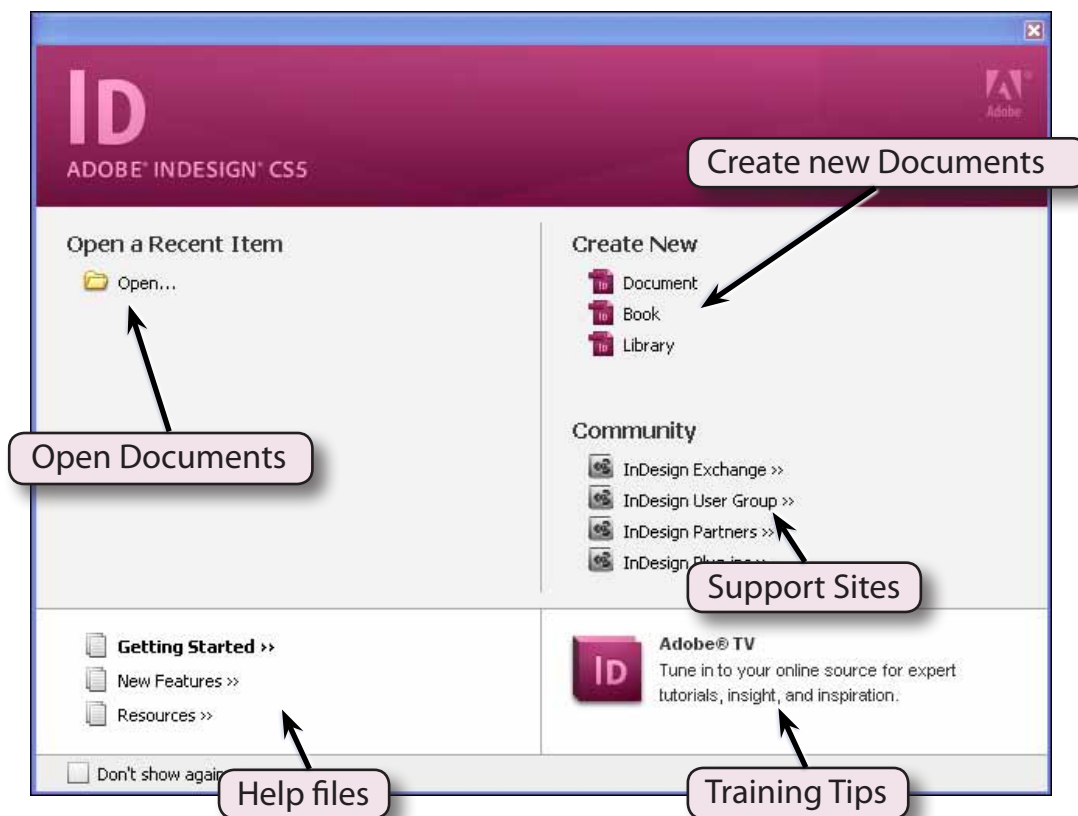 ID
ADOBE® INDESIGN® CS5
Adobe®
Create new Documents
Open a Recent Item
Open...
Create New
Document
Book
Library
Open Documents
Community
InDesign Exchange »
InDesign User Group »
InDesign Partners »
InDesign
Support Sites
Getting Started »
New Features »
Resources »
ID
Adobe® TV
Tune in to your online source for expert
tutorials, insight, and inspiration.
Don't show again
Help files
Training Tips